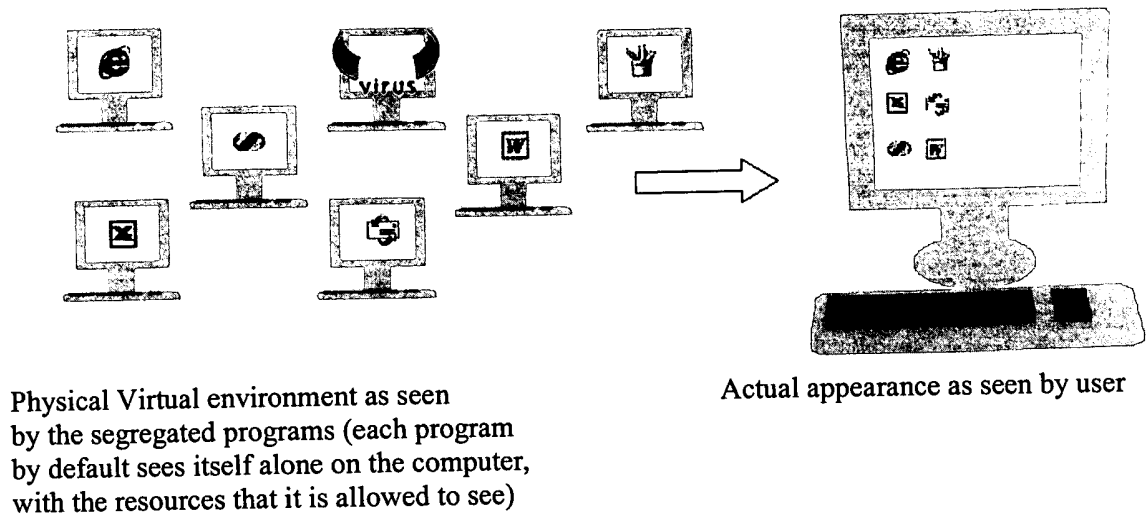 virus
W
W
Physical Virtual environment as seen
by the segregated programs (each program
by default sees itself alone on the computer,
with the resources that it is allowed to see)
Actual appearance as seen by user